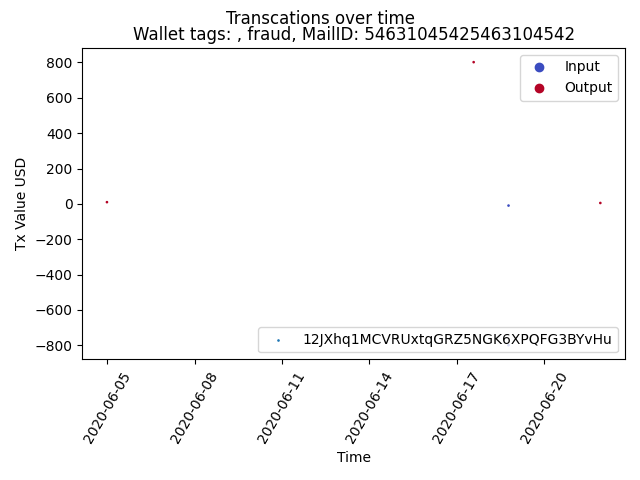 Transcations over time
Wallet tags: , fraud, MailID: 54631045425463104542
Input
Output
800
600
400
200
0
−200
−400
−600
−800
Tx Value USD
12JXhq1MCVRUxtqGRZ5NGK6XPQFG3BYvHu
2020-06-05
2020-06-08
2020-06-11
2020-06-14
2020-06-17
2020-06-20
Time